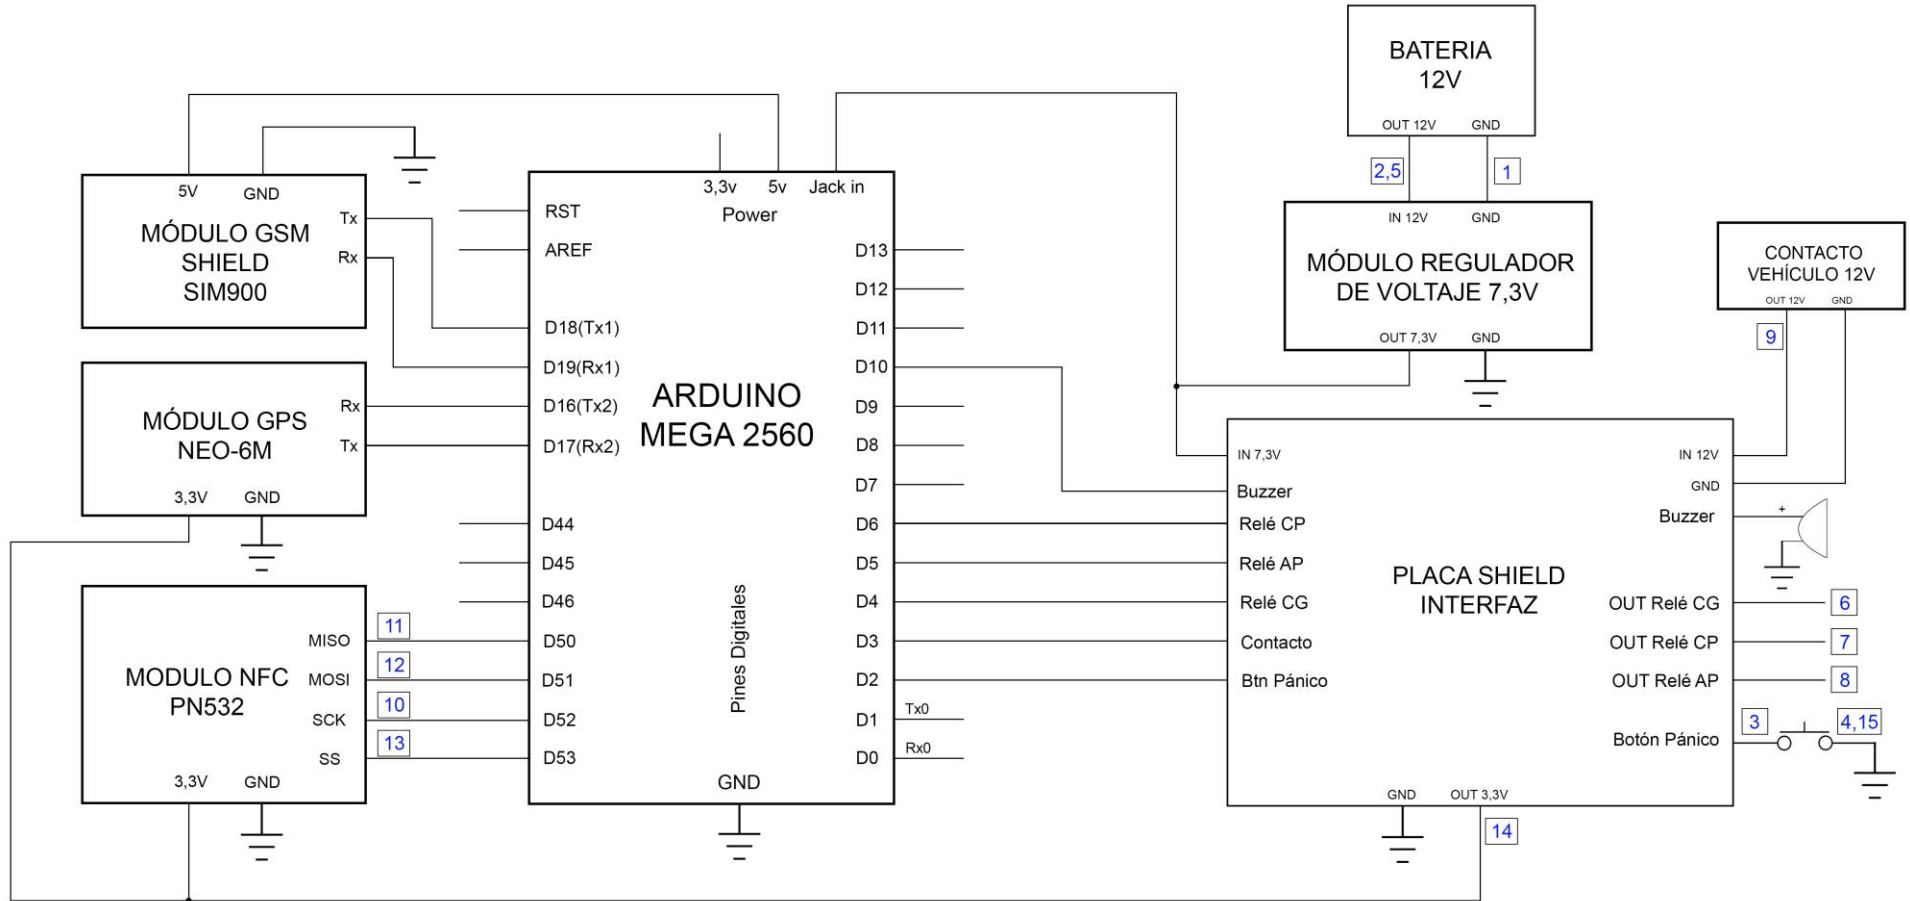 BATERIA
12V
OUT 12V
GND
2,5
1
5V
GND
MÓDULO GSM
SHIELD
SIM900
Tx
Rx
3,3v
5v
Jack in
Power
RST
AREF
D18(Tx1)
D19(Rx1)
D16(Tx2)
D17(Rx2)
D44
D45
D46
D50
D51
D52
D53
ARDUINO
MEGA 2560
Pines Digitales
GND
D13
D12
D11
D10
D9
D8
D7
D6
D5
D4
D3
D2
D1
Tx0
D0
Rx0
IN 12V
GND
MÓDULO REGULADOR
DE VOLTAJE 7,3V
OUT 7,3V
GND
CONTACTO
VEHÍCULO 12V
OUT 12V
GND
9
MÓDULO GPS
NEO-6M
Rx
Tx
3,3V
GND
MODULO NFC
PN532
MISO
11
MOSI
12
SCK
10
SS
13
3,3V
GND
IN 7,3V
Buzzer
Relé CP
Relé AP
Relé CG
Contacto
Btn Pánico
PLACA SHIELD
INTERFAZ
IN 12V
GND
Buzzer
+
OUT Relé CG
6
OUT Relé CP
7
OUT Relé AP
8
Botón Pánico
3
4,15
GND
OUT 3,3V
14